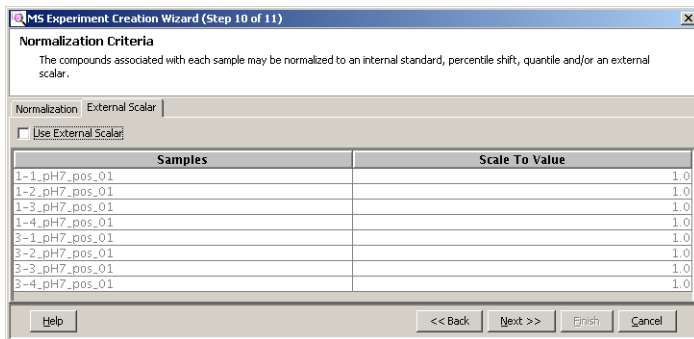 MS Experiment Creation Wizard (Step 10 of 11)
Normalization Criteria
The compounds associated with each sample may be normalized to an internal standard, percentile shift, quantile and/or an external
scalar.
Normalization External Scalar
Use External Scalar
Samples Scale To Value
1-1_pH7_pos_01 1.0
1-2_pH7_pos_01 1.0
1-3_pH7_pos_01 1.0
1-4_pH7_pos_01 1.0
3-1_pH7_pos_01 1.0
3-2_pH7_pos_01 1.0
3-3_pH7_pos_01 1.0
3-4_pH7_pos_01 1.0
Help << Back Next >> Finish Cancel